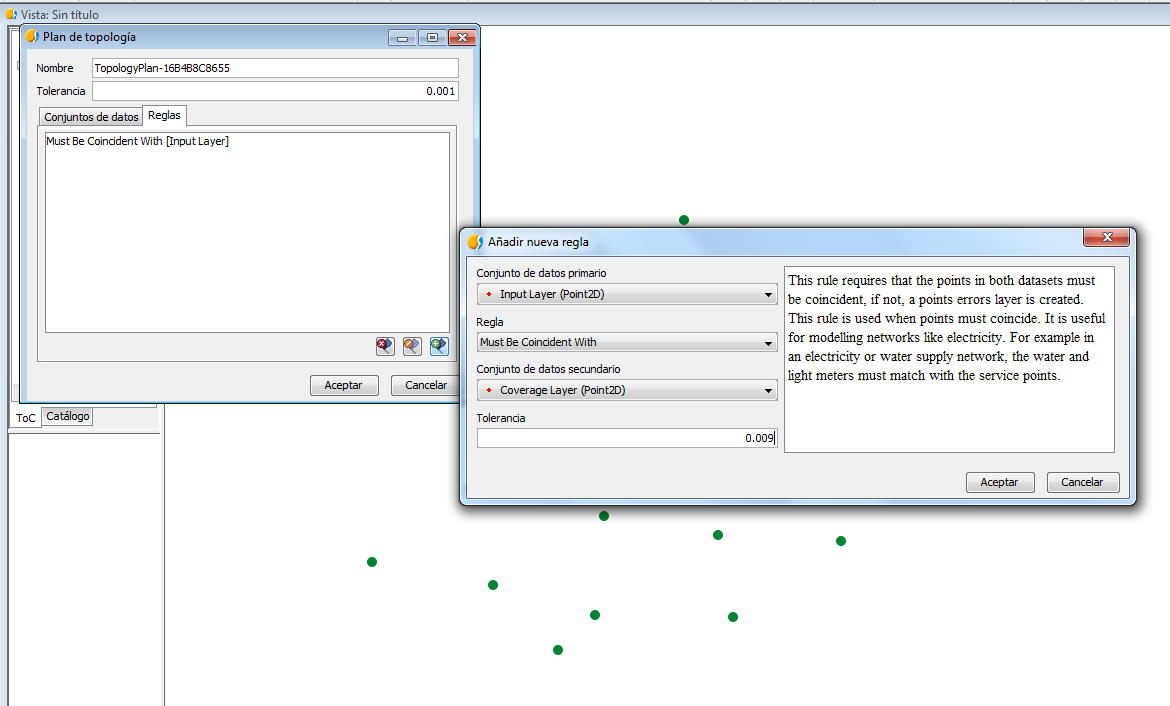 Vista: Sin título
Plan de topología
Nombre
TopologyPlan-16B4B8C8655
Tolerancia
0.001
Conjuntos de datos
Reglas
Must Be Coincident With [Input Layer]
Aceptar
Cancelar
ToC
Catálogo
Añadir nueva regla
Conjunto de datos primario
Input Layer (Point2D)
Regla
Must Be Coincident With
Conjunto de datos secundario
Coverage Layer (Point2D)
Tolerancia
0.009
This rule requires that the points in both datasets must
be coincident, if not, a points errors layer is created.
This rule is used when points must coincide. It is useful
for modelling networks like electricity. For example in
an electricity or water supply network, the water and
light meters must match with the service points.
Aceptar
Cancelar